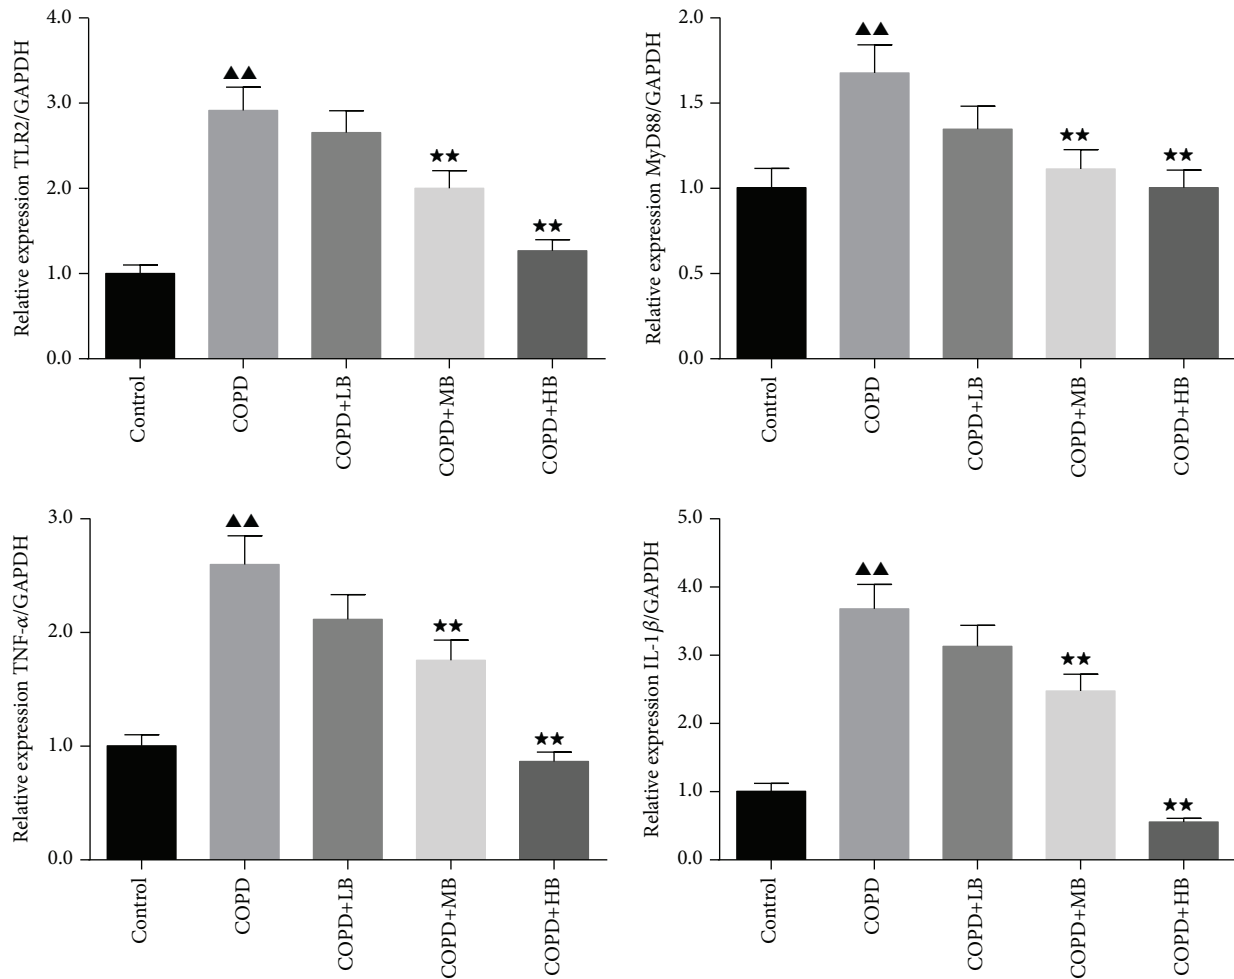 Relative expression TLR2/GAPDH
4.0
3.0
2.0
1.0
0.0
▲▲
★★
★★
Control
COPD
COPD+LB
COPD+MB
COPD+HB
Relative expression MyD88/GAPDH
2.0
1.5
1.0
0.5
0.0
▲▲
★★
★★
Control
COPD
COPD+LB
COPD+MB
COPD+HB
Relative expression TNF-α/GAPDH
3.0
2.0
1.0
0.0
▲▲
★★
★★
Control
COPD
COPD+LB
COPD+MB
COPD+HB
Relative expression IL-1β/GAPDH
5.0
4.0
3.0
2.0
1.0
0.0
▲▲
★★
★★
Control
COPD
COPD+LB
COPD+MB
COPD+HB